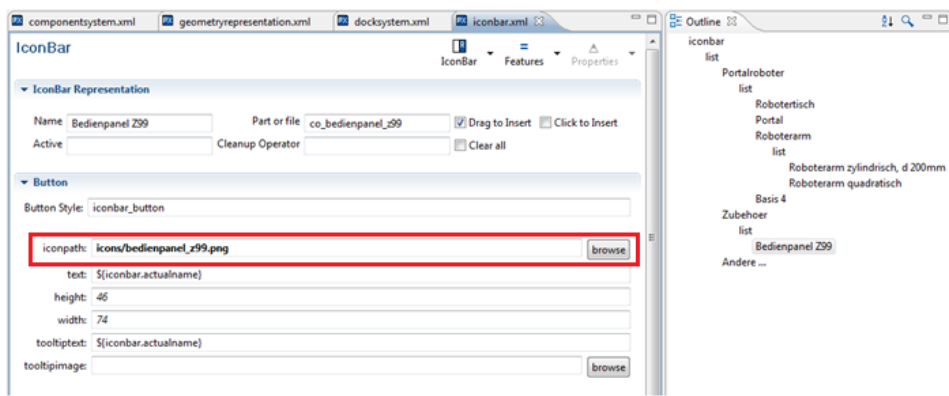 componentsystem.xml geometryrepresentation.xml docksystem.xml iconbar.xml
IconBar
IconBar Features Properties
IconBar Representation
Name Bedienpanel Z99 Part or file co_bedienpanel_z99 Drag to Insert Click to Insert
Active Cleanup Operator Clear all
Button
Button Style: iconbar_button
iconpath: icons/bedienpanel_z99.png browse
text: ${iconbar.actualname}
height: 46
width: 74
tooltiptext: ${iconbar.actualname}
tooltipimage: browse
Outline
iconbar
list
Portalroboter
list
Robotertisch
Portal
Roboterarm
list
Roboterarm zylindrisch, d 200mm
Roboterarm quadratisch
Basis 4
Zubehoer
list
Bedienpanel Z99
Andere ...